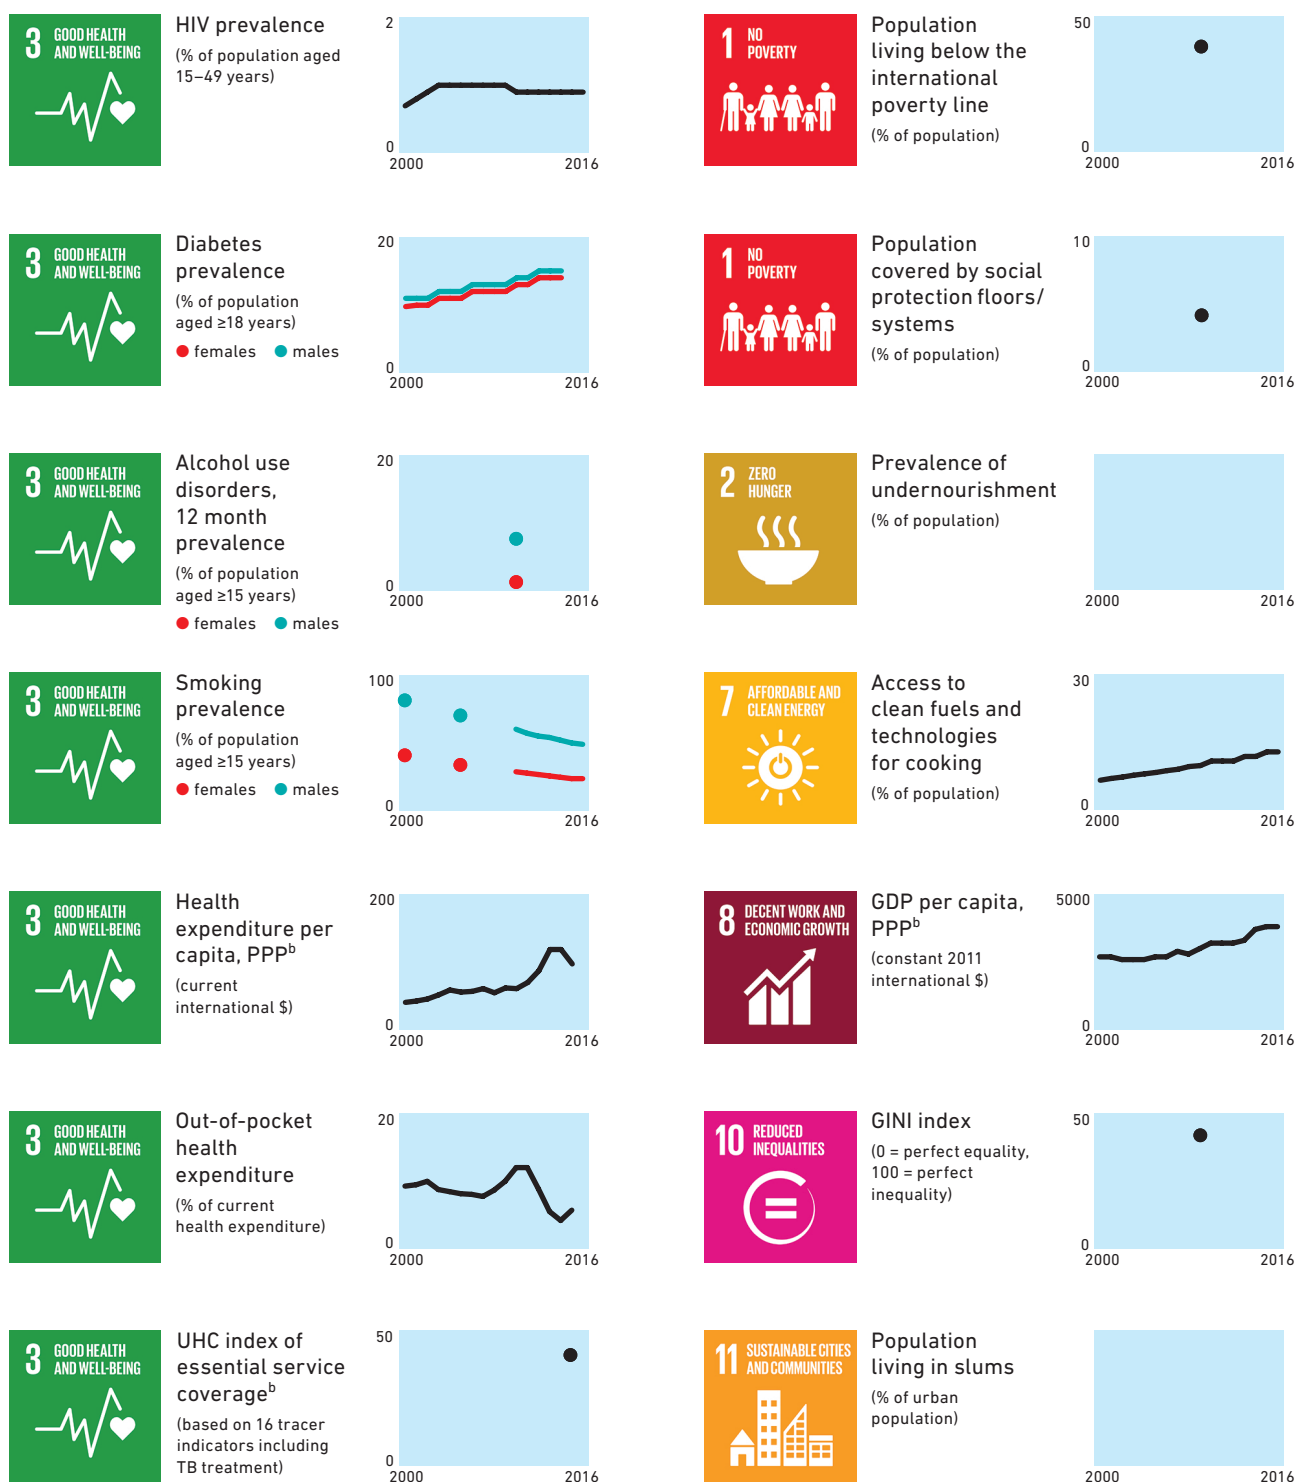 3 GOOD HEALTH
AND WELL-BEING
HIV prevalence
(% of population aged
15–49 years)
2
0
2000 2016
3 GOOD HEALTH
AND WELL-BEING
Diabetes
prevalence
(% of population
aged ≥18 years)
females males
20
0
2000 2016
3 GOOD HEALTH
AND WELL-BEING
Alcohol use
disorders,
12 month
prevalence
(% of population
aged ≥15 years)
females males
20
0
2000 2016
3 GOOD HEALTH
AND WELL-BEING
Smoking
prevalence
(% of population
aged ≥15 years)
females males
100
0
2000 2016
3 GOOD HEALTH
AND WELL-BEING
Health
expenditure per
capita, PPPb
(current
international $)
200
0
2000 2016
3 GOOD HEALTH
AND WELL-BEING
Out-of-pocket
health
expenditure
(% of current
health expenditure)
20
0
2000 2016
3 GOOD HEALTH
AND WELL-BEING
UHC index of
essential service
coverageb
(based on 16 tracer
indicators including
TB treatment)
50
0
2000 2016
1 NO
POVERTY
Population
living below the
international
poverty line
(% of population)
50
0
2000 2016
1 NO
POVERTY
Population
covered by social
protection floors/
systems
(% of population)
10
0
2000 2016
2 ZERO
HUNGER
Prevalence of
undernourishment
(% of population)
2000 2016
7 AFFORDABLE AND
CLEAN ENERGY
Access to
clean fuels and
technologies
for cooking
(% of population)
30
0
2000 2016
8 DECENT WORK AND
ECONOMIC GROWTH
GDP per capita,
PPPb
(constant 2011
international $)
5000
0
2000 2016
10 REDUCED
INEQUALITIES
GINI index
(0 = perfect equality,
100 = perfect
inequality)
50
0
2000 2016
11 SUSTAINABLE CITIES
AND COMMUNITIES
Population
living in slums
(% of urban
population)
2000 2016